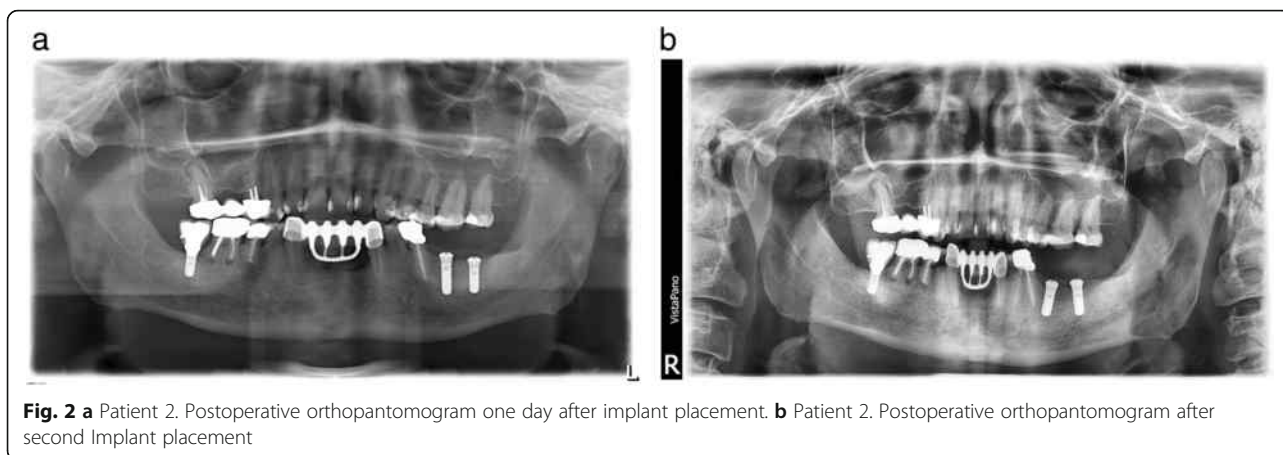 a
b
VistaPano
R
L
Fig. 2 a Patient 2. Postoperative orthopantomogram one day after implant placement. b Patient 2. Postoperative orthopantomogram after
second Implant placement